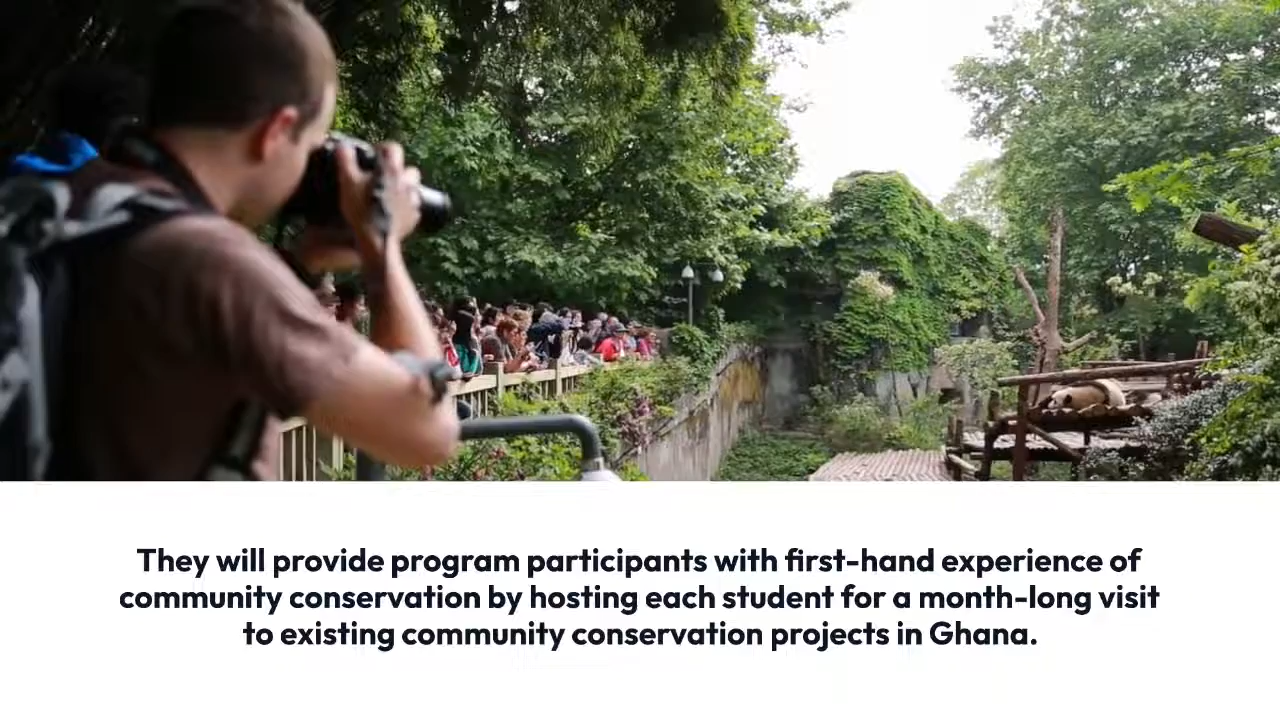 They will provide program participants with first-hand experience of
community conservation by hosting each student for a month-long visit
to existing community conservation projects in Ghana.